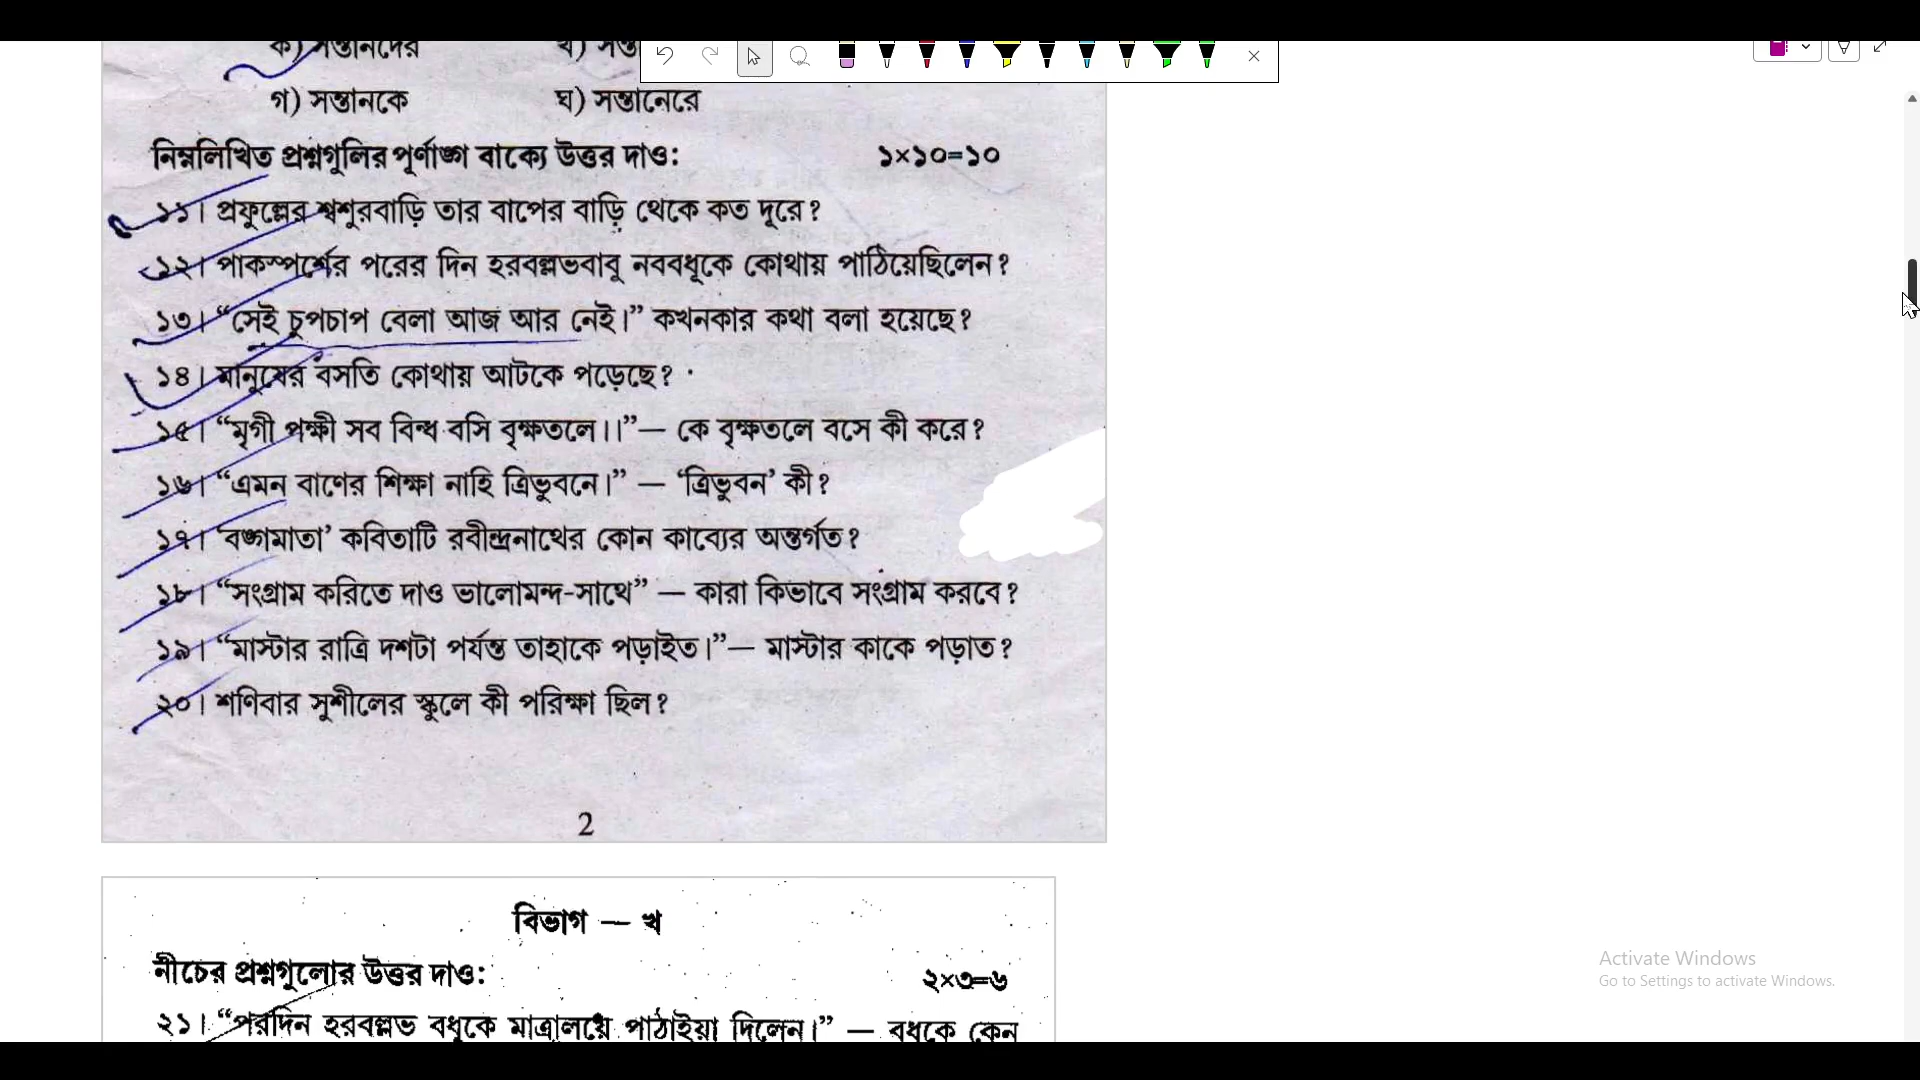 ক) সন্তানদের খ)
গ) সন্তানকে ঘ) সন্তানেরে
নিম্নলিখিত প্রশ্নগুলির পূর্ণাঙ্গ বাক্যে উত্তর দাও: ১×১০=১০
১১। প্রফুল্লের শ্বশুরবাড়ি তার বাপের বাড়ি থেকে কত দূরে?
১২। পাকস্পর্শের পরের দিন হরবল্লভবাবু নববধূকে কোথায় পাঠিয়েছিলেন?
১৩। “সেই চুপচাপ বেলা আজ আর নেই।” কখনকার কথা বলা হয়েছে?
১৪। মানুষের বসতি কোথায় আটকে পড়েছে?
১৫। “মৃগী পক্ষী সব বিন্ধ বসি বৃক্ষতলে।।”— কে বৃক্ষতলে বসে কী করে?
১৬। “এমন বাণের শিক্ষা নাহি ত্রিভুবনে।” — ‘ত্রিভুবন’ কী?
১৭। ‘বঙ্গমাতা’ কবিতাটি রবীন্দ্রনাথের কোন কাব্যের অন্তর্গত?
১৮। “সংগ্রাম করিতে দাও ভালোমন্দ-সাথে” — কারা কিভাবে সংগ্রাম করবে?
১৯। “মাস্টার রাত্রি দশটা পর্যন্ত তাহাকে পড়াইত।”— মাস্টার কাকে পড়াত?
২০। শণিবার সুশীলের স্কুলে কী পরিক্ষা ছিল?
2
বিভাগ — খ
নীচের প্রশ্নগুলোর উত্তর দাও: ২×৩=৬
২১। “পরদিন হরবল্লভ বধূকে মাত্রালয়ে পাঠাইয়া দিলেন।” — বধূকে কেন
Activate Windows
Go to Settings to activate Windows.